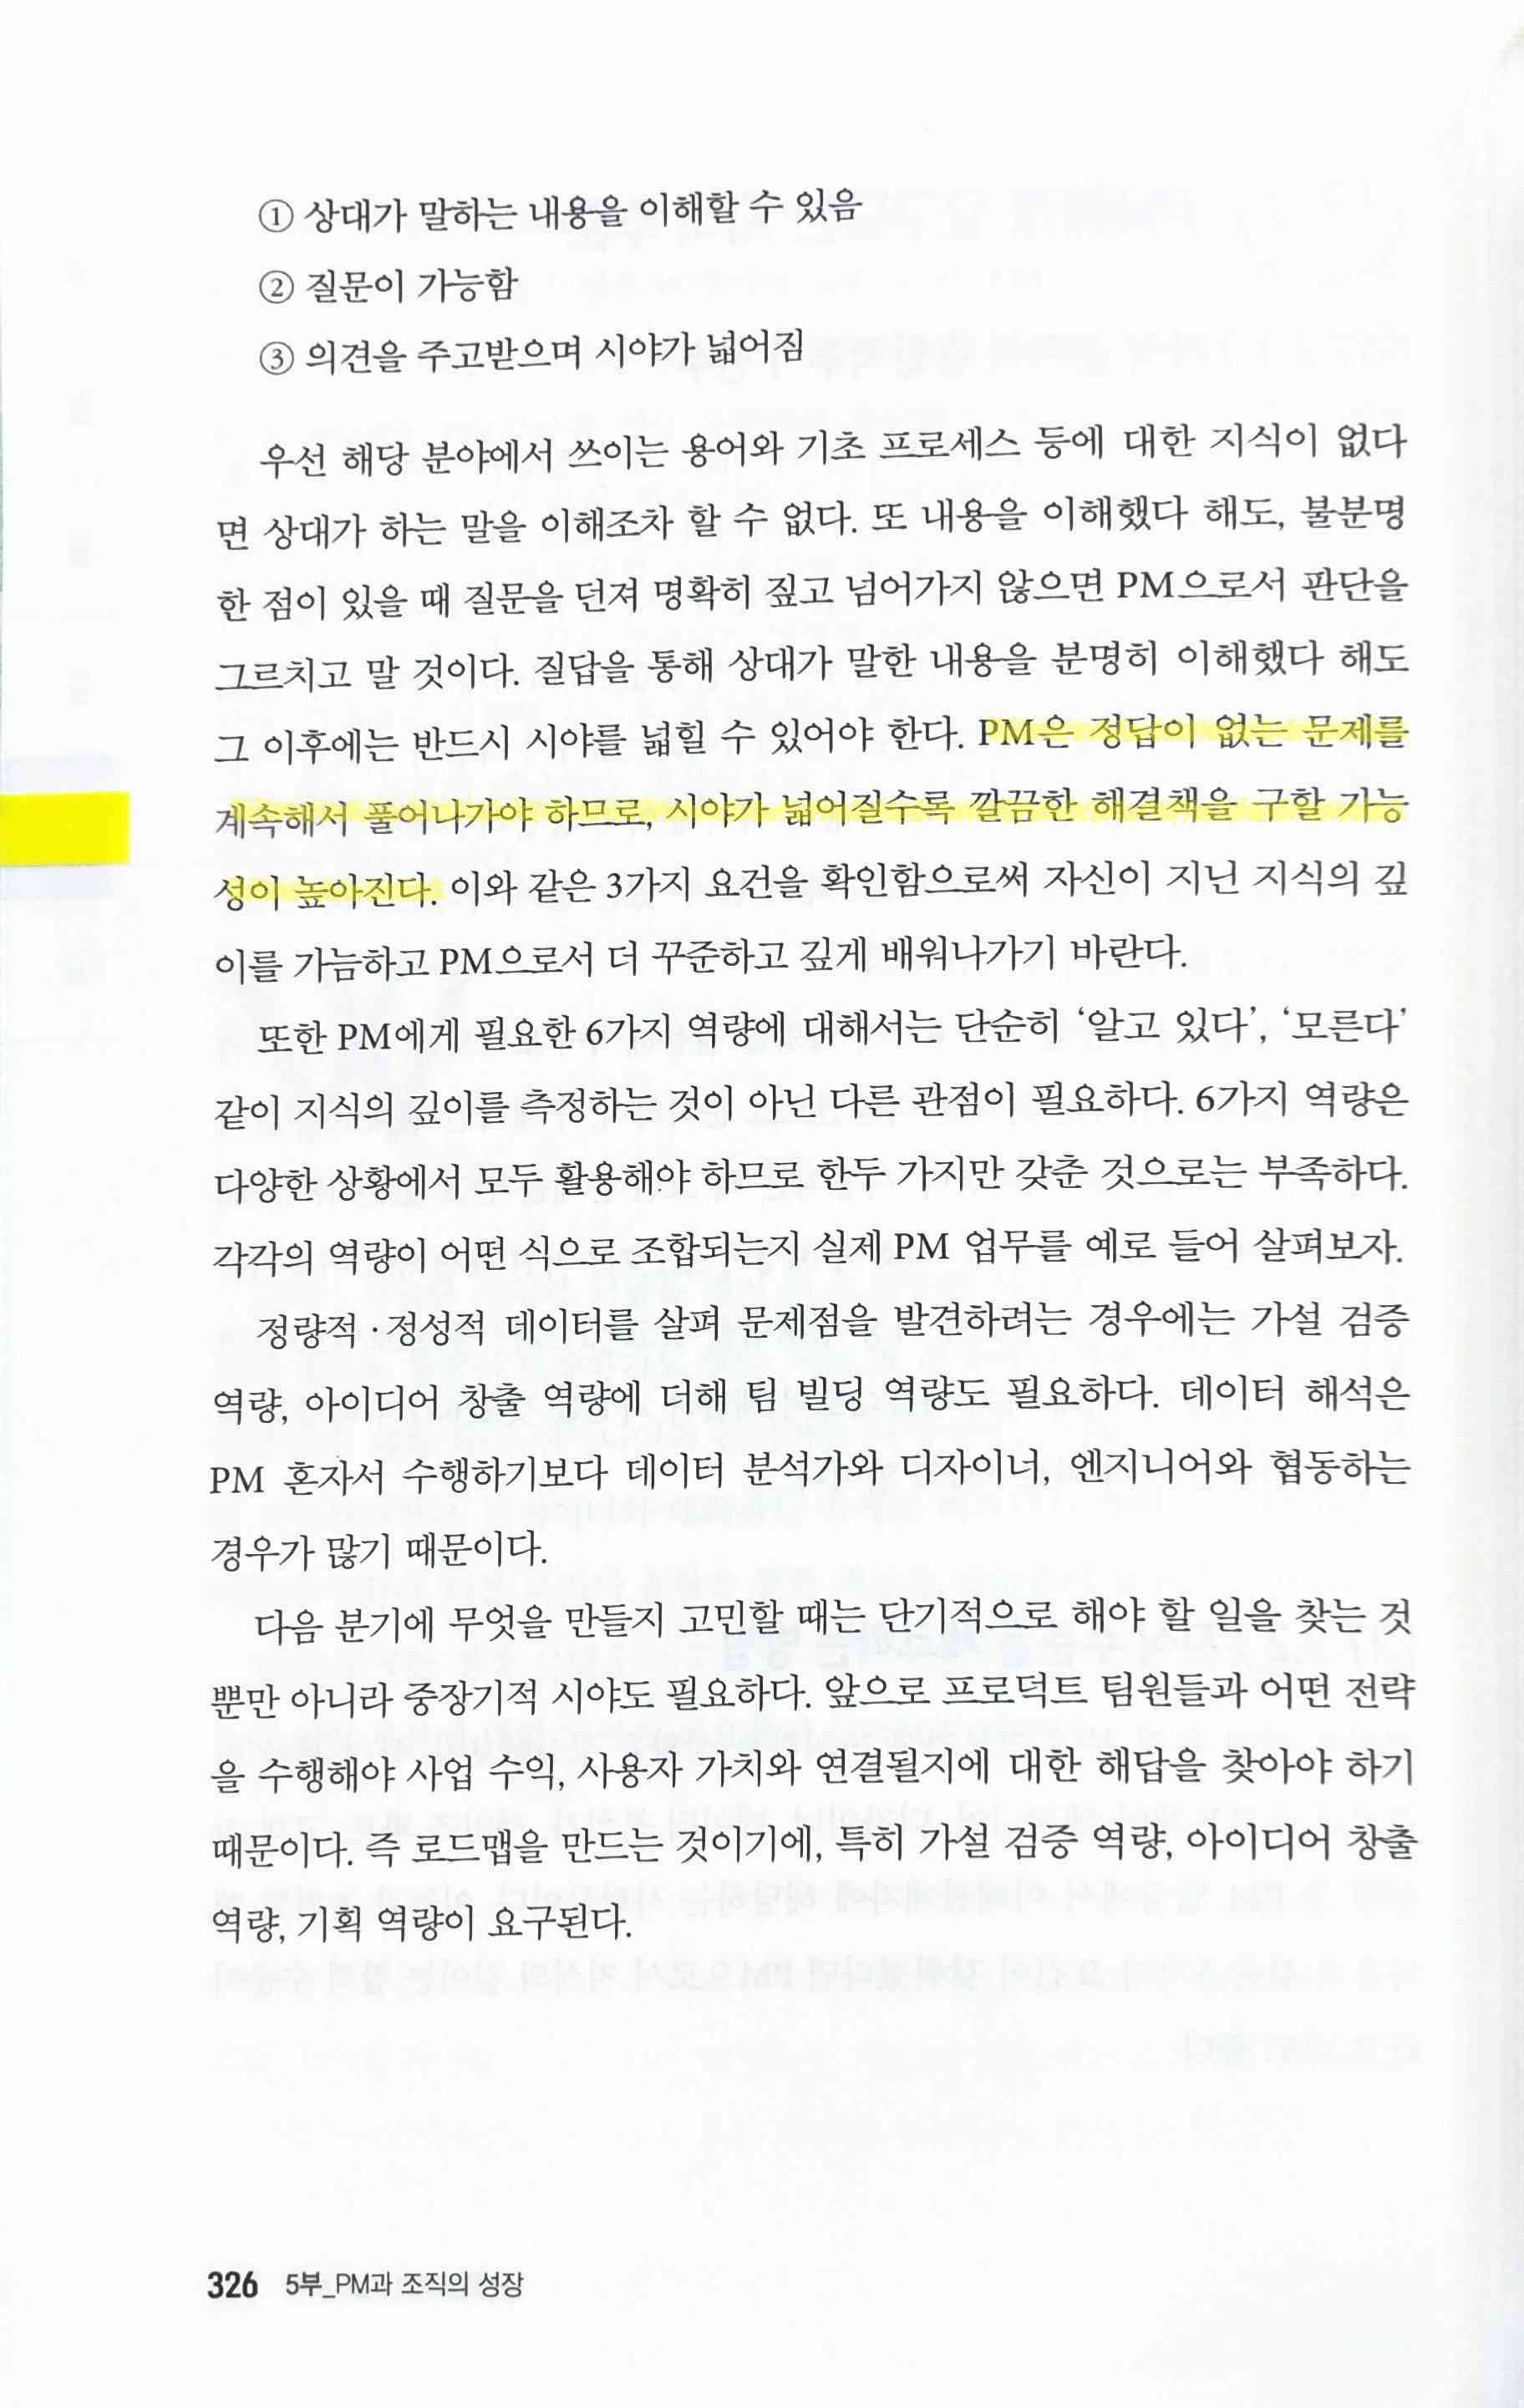 ① 상대가 말하는 내용을 이해할 수 있음
② 질문이 가능함
③ 의견을 주고받으며 시야가 넓어짐
우선 해당 분야에서 쓰이는 용어와 기초 프로세스 등에 대한 지식이 없다
면 상대가 하는 말을 이해조차 할 수 없다. 또 내용을 이해했다 해도, 불분명
한 점이 있을 때 질문을 던져 명확히 짚고 넘어가지 않으면 PM으로서 판단을
그르치고 말 것이다. 질답을 통해 상대가 말한 내용을 분명히 이해했다 해도
그 이후에는 반드시 시야를 넓힐 수 있어야 한다. PM은 정답이 없는 문제를
계속해서 풀어나가야 하므로, 시야가 넓어질수록 깔끔한 해결책을 구할 가능
성이 높아진다. 이와 같은 3가지 요건을 확인함으로써 자신이 지닌 지식의 깊
이를 가늠하고 PM으로서 더 꾸준하고 깊게 배워나가기 바란다.
또한 PM에게 필요한 6가지 역량에 대해서는 단순히 ‘알고 있다’, ‘모른다’
같이 지식의 깊이를 측정하는 것이 아닌 다른 관점이 필요하다. 6가지 역량은
다양한 상황에서 모두 활용해야 하므로 한두 가지만 갖춘 것으로는 부족하다.
각각의 역량이 어떤 식으로 조합되는지 실제 PM 업무를 예로 들어 살펴보자.
정량적·정성적 데이터를 살펴 문제점을 발견하려는 경우에는 가설 검증
역량, 아이디어 창출 역량에 더해 팀 빌딩 역량도 필요하다. 데이터 해석은
PM 혼자서 수행하기보다 데이터 분석가와 디자이너, 엔지니어와 협동하는
경우가 많기 때문이다.
다음 분기에 무엇을 만들지 고민할 때는 단기적으로 해야 할 일을 찾는 것
뿐만 아니라 중장기적 시야도 필요하다. 앞으로 프로덕트 팀원들과 어떤 전략
을 수행해야 사업 수익, 사용자 가치와 연결될지에 대한 해답을 찾아야 하기
때문이다. 즉 로드맵을 만드는 것이기에, 특히 가설 검증 역량, 아이디어 창출
역량, 기획 역량이 요구된다.
326 5부_PM과 조직의 성장